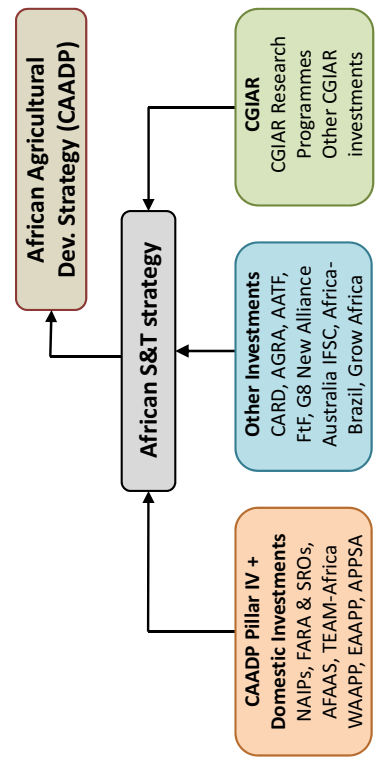 African Agricultural
Dev. Strategy (CAADP)
African S&T strategy
CAADP Pillar IV +
Domestic Investments
NAIPs, FARA & SROs,
AFAAS, TEAM-Africa
WAAPP, EAAPP, APPSA
Other Investments
CARD, AGRA, AATF,
FtF, G8 New Alliance
Australia IFSC, Africa-
Brazil, Grow Africa
CGIAR
CGIAR Research
Programmes
Other CGIAR
investments